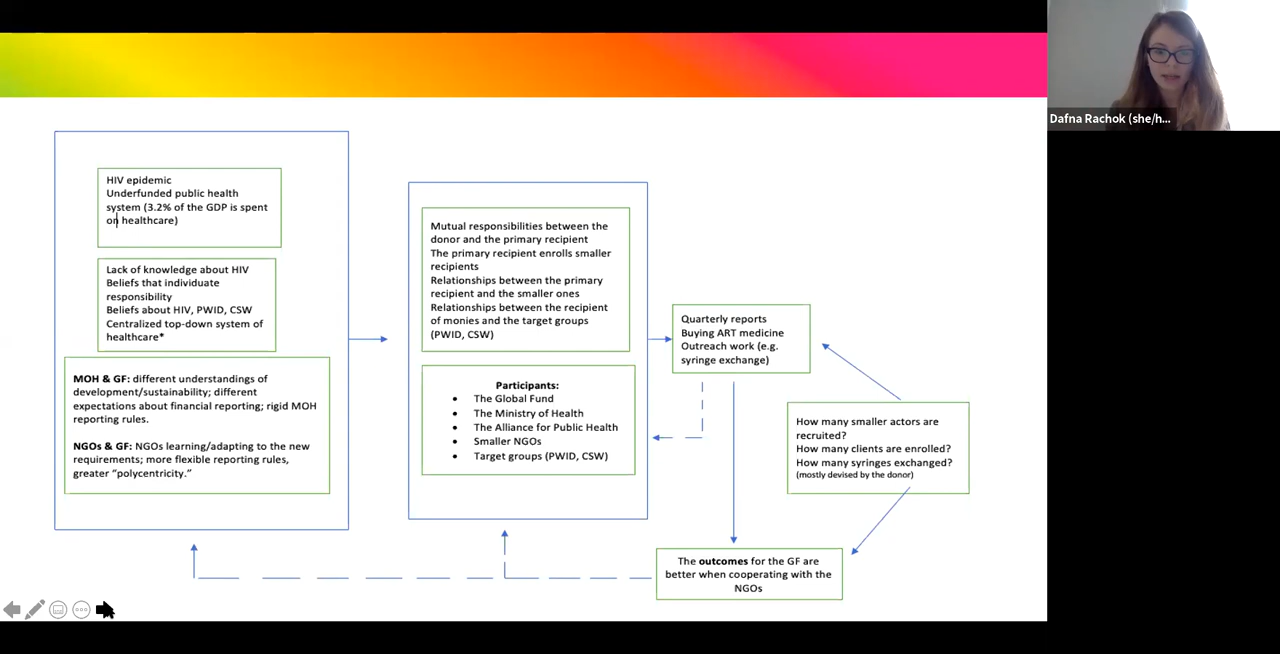 HIV epidemic
Underfunded public health
system (3.2% of the GDP is spent
on healthcare)
Lack of knowledge about HIV
Beliefs that individuate
responsibility
Beliefs about HIV, PWID, CSW
Centralized top-down system of
healthcare*
MOH & GF: different understandings of
development/sustainability; different
expectations about financial reporting; rigid MOH
reporting rules.
NGOs & GF: NGOs learning/adapting to the new
requirements; more flexible reporting rules,
greater “polycentricity.”
Mutual responsibilities between the
donor and the primary recipient
The primary recipient enrolls smaller
recipients
Relationships between the primary
recipient and the smaller ones
Relationships between the recipient
of monies and the target groups
(PWID, CSW)
Participants:
• The Global Fund
• The Ministry of Health
• The Alliance for Public Health
• Smaller NGOs
• Target groups (PWID, CSW)
Quarterly reports
Buying ART medicine
Outreach work (e.g.
syringe exchange)
How many smaller actors are
recruited?
How many clients are enrolled?
How many syringes exchanged?
(mostly devised by the donor)
The outcomes for the GF are
better when cooperating with the
NGOs
Dafna Rachok (she/h...